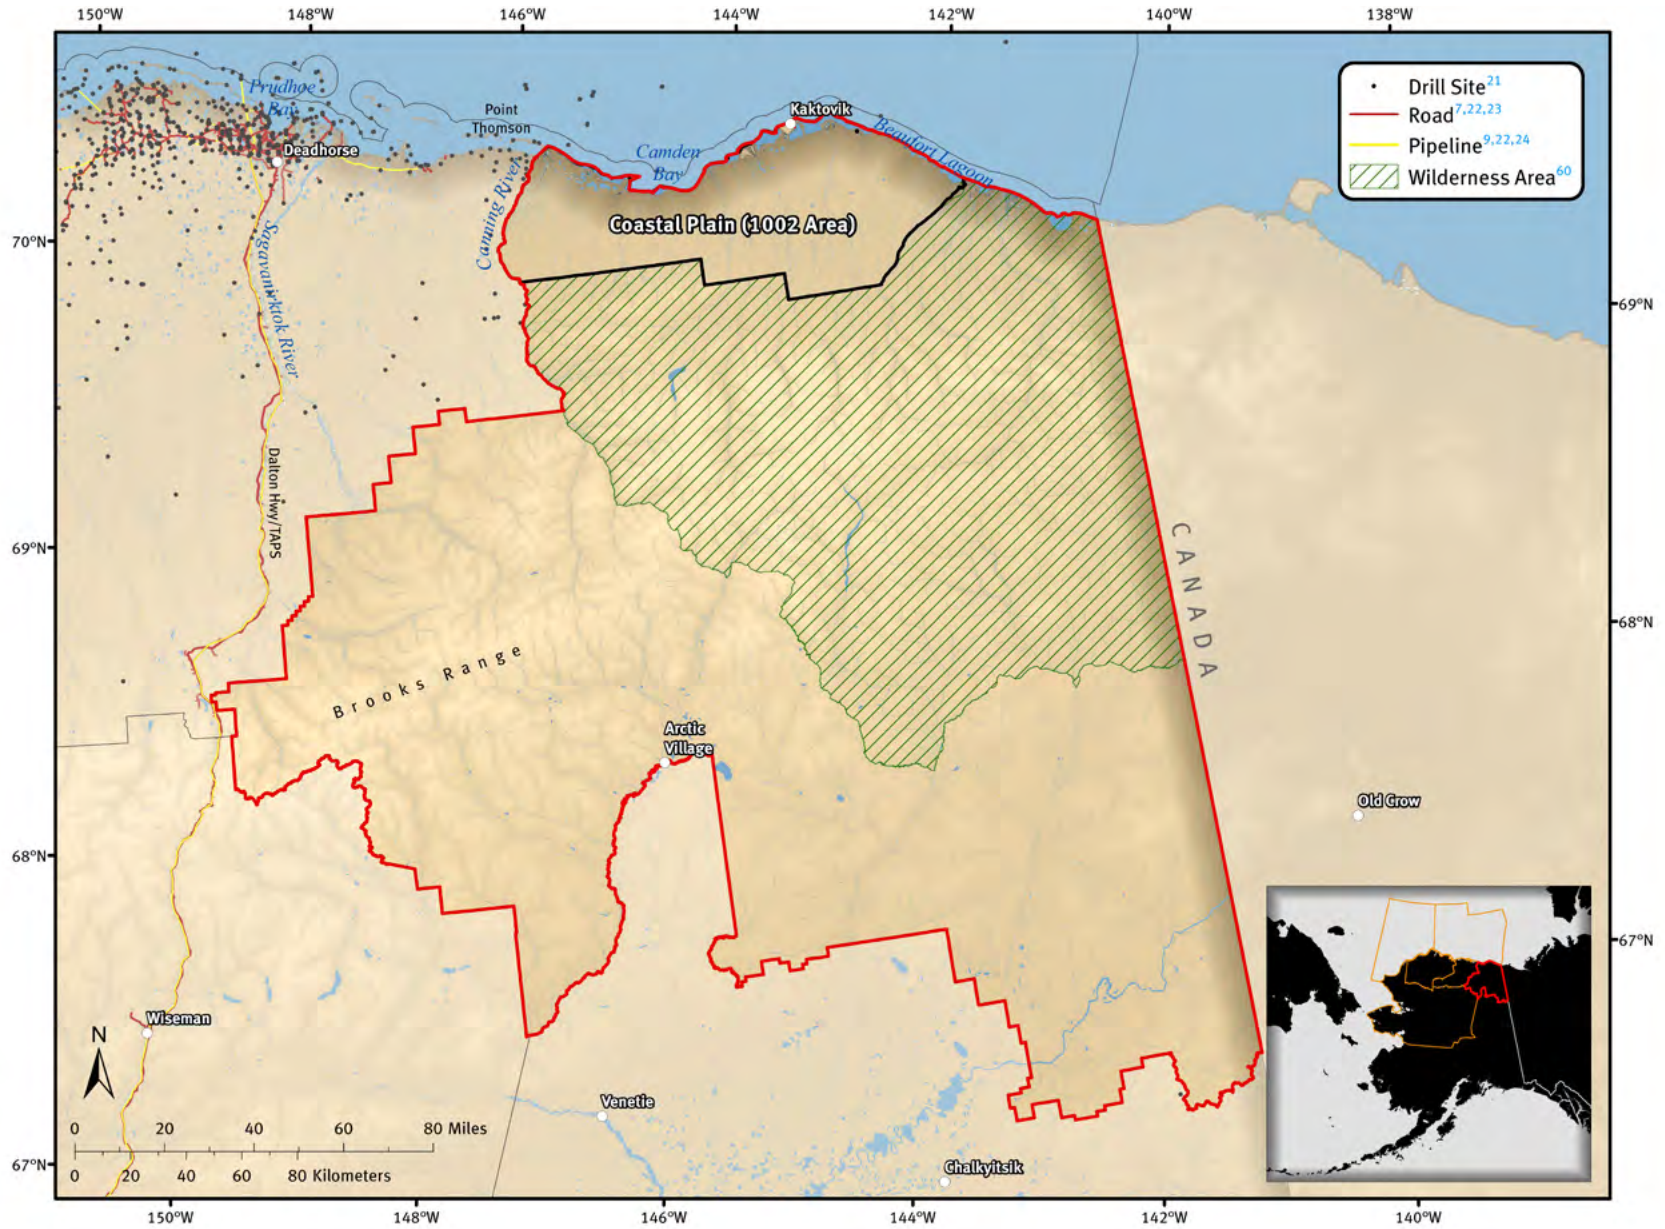 150°W
148°W
146°W
144°W
142°W
140°W
138°W
Drill Site21
Road7,22,23
Pipeline9,22,24
Wilderness Area60
Prudhoe
Bay
Deadhorse
Point
Thomson
Kaktovik
Beaufort Lagoon
Camden
Bay
Canning River
Coastal Plain (1002 Area)
Sagavanirktok River
70°N
69°N
Dalton Hwy/TAPS
69°N
CANADA
68°N
Brooks Range
Arctic
Village
Old Crow
68°N
67°N
Wiseman
N
Venetie
0 20 40 60 80 Miles
0 20 40 60 80 Kilometers
67°N
Chalkyitsik
150°W
148°W
146°W
144°W
142°W
140°W